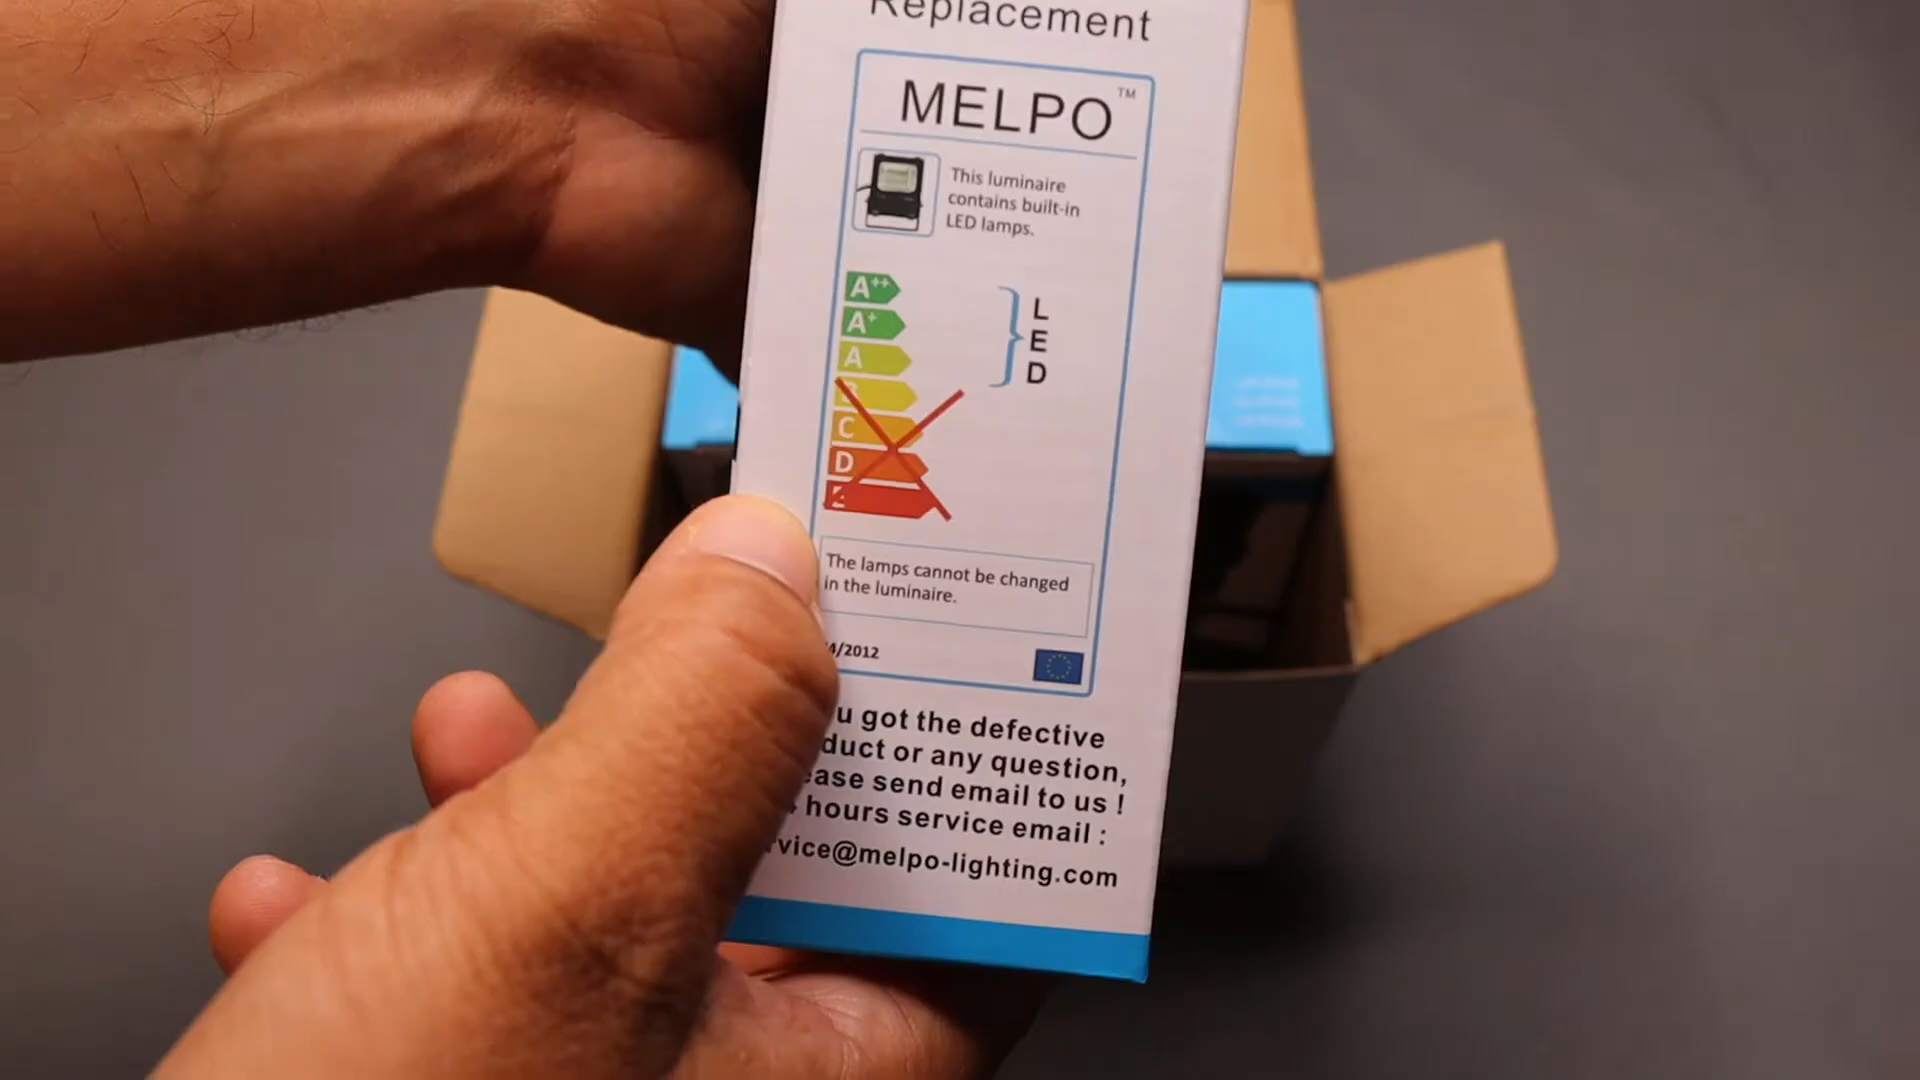 Replacement
MELPO™
This luminaire
contains built-in
LED lamps.
A++
A+
A
B
C
D
E
L
E
D
The lamps cannot be changed
in the luminaire.
4/2012
u got the defective
duct or any question,
ease send email to us !
hours service email :
rvice@melpo-lighting.com